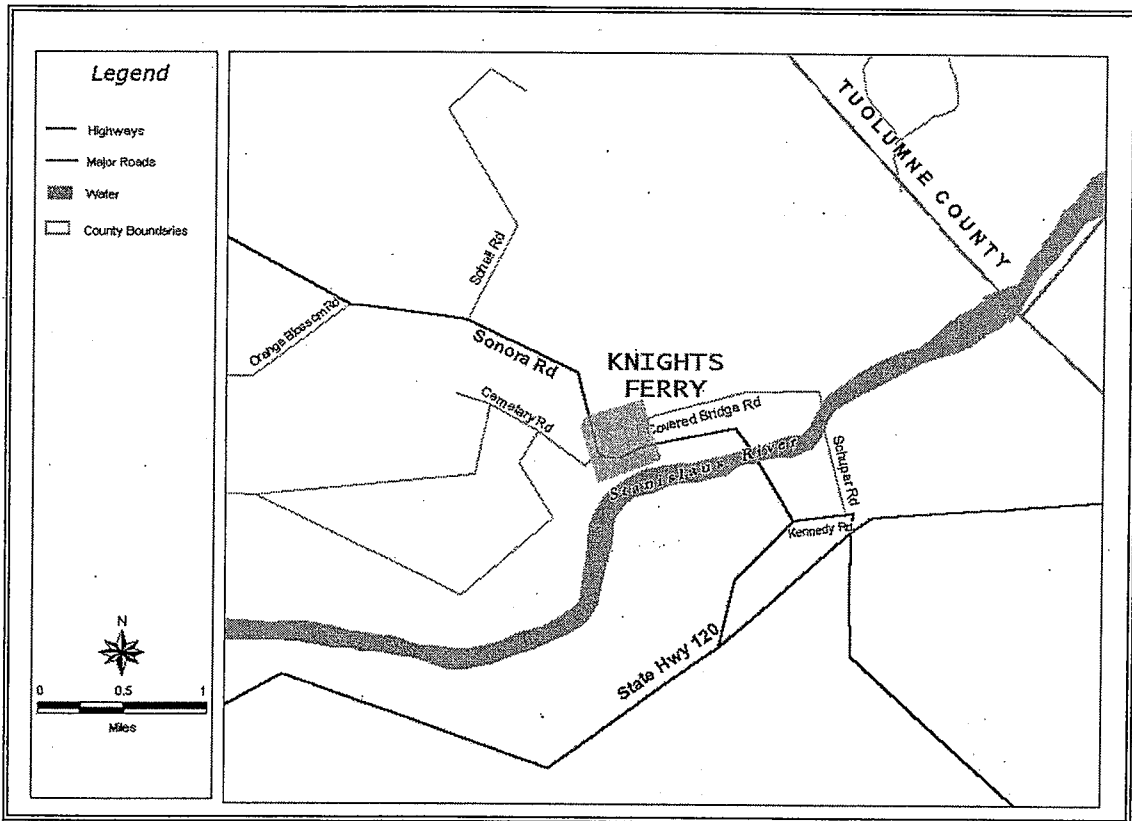 Legend
Highways
Major Roads
Water
County Boundaries
N
0 0.5 1
Miles
TUOLUMNE COUNTY
Schell Rd
Orange Blossom Rd
Sonora Rd
KNIGHTS
FERRY
Cemetary Rd
Covered Bridge Rd
Stanislaus River
Schupar Rd
Kennedy Rd
State Hwy 120